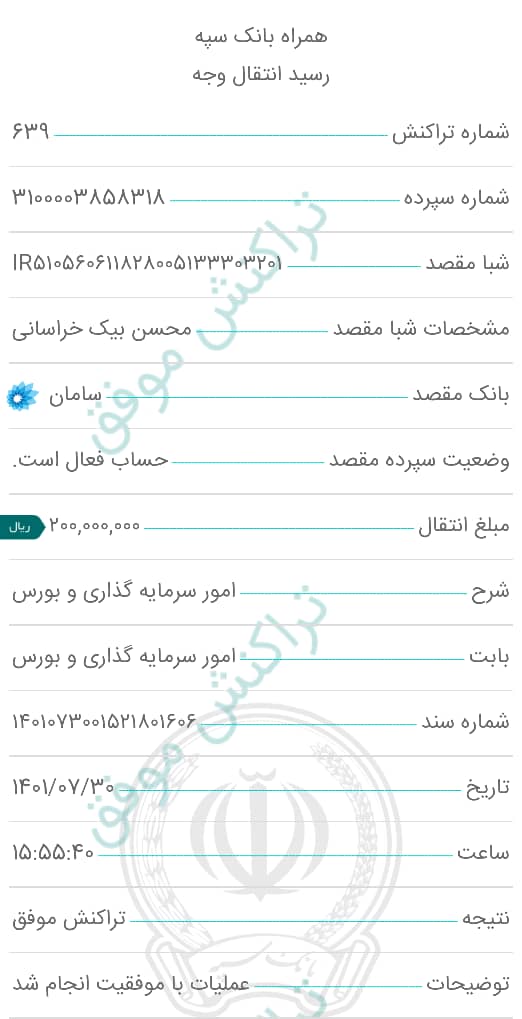 همراه بانک سپه
رسید انتقال وجه
شماره تراکنش ۶۳۹
شماره سپرده ۳۱۰۰۰۰۳۸۵۸۳۱۸
شبا مقصد IR۵۱۰۵۶۰۶۱۱۸۲۸۰۰۵۱۳۳۳۰۳۲۰۱
مشخصات شبا مقصد محسن بیک خراسانی
بانک مقصد سامان
وضعیت سپرده مقصد حساب فعال است.
مبلغ انتقال ۲۰۰,۰۰۰,۰۰۰ ریال
شرح امور سرمایه گذاری و بورس
بابت امور سرمایه گذاری و بورس
شماره سند ۱۴۰۱۰۷۳۰۰۱۵۲۱۸۰۱۶۰۶
تاریخ ۱۴۰۱/۰۷/۳۰
ساعت ۱۵:۵۵:۴۰
نتیجه تراکنش موفق
توضیحات عملیات با موفقیت انجام شد
تراکنش موفق
تراکنش موفق
بانک سپه